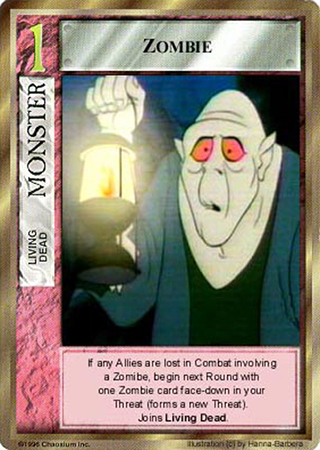 1
ZOMBIE
MONSTER
LIVING
DEAD
If any Allies are lost in Combat involving
a Zomibe, begin next Round with
one Zombie card face-down in your
Threat (forms a new Threat).
Joins Living Dead.
©1996 Chaosium Inc.
Illustration (c) by Hanna-Barbera